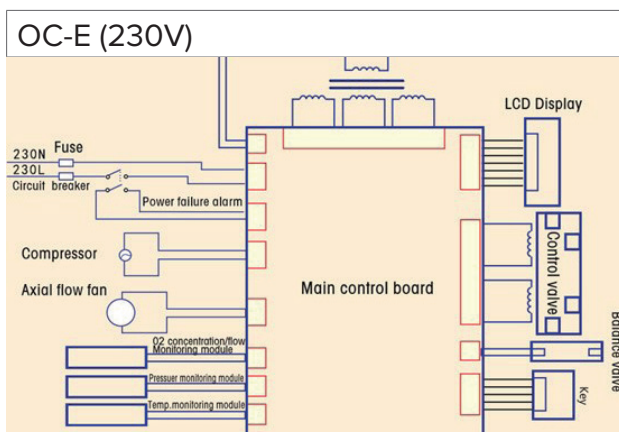 OC-E (230V)
LCD Display
230N
Fuse
230L
Circuit breaker
Power failure alarm
Compressor
Axial flow fan
Main control board
Control valve
O2 concentration/flow
Monitoring module
Pressuer monitoring module
Temp.monitoring module
Balance valve
Key